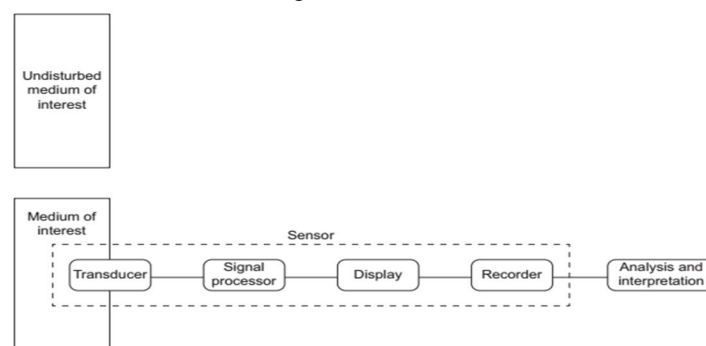 Undisturbed
medium of
interest
Medium of
interest
Sensor
Transducer
Signal
processor
Display
Recorder
Analysis and
interpretation